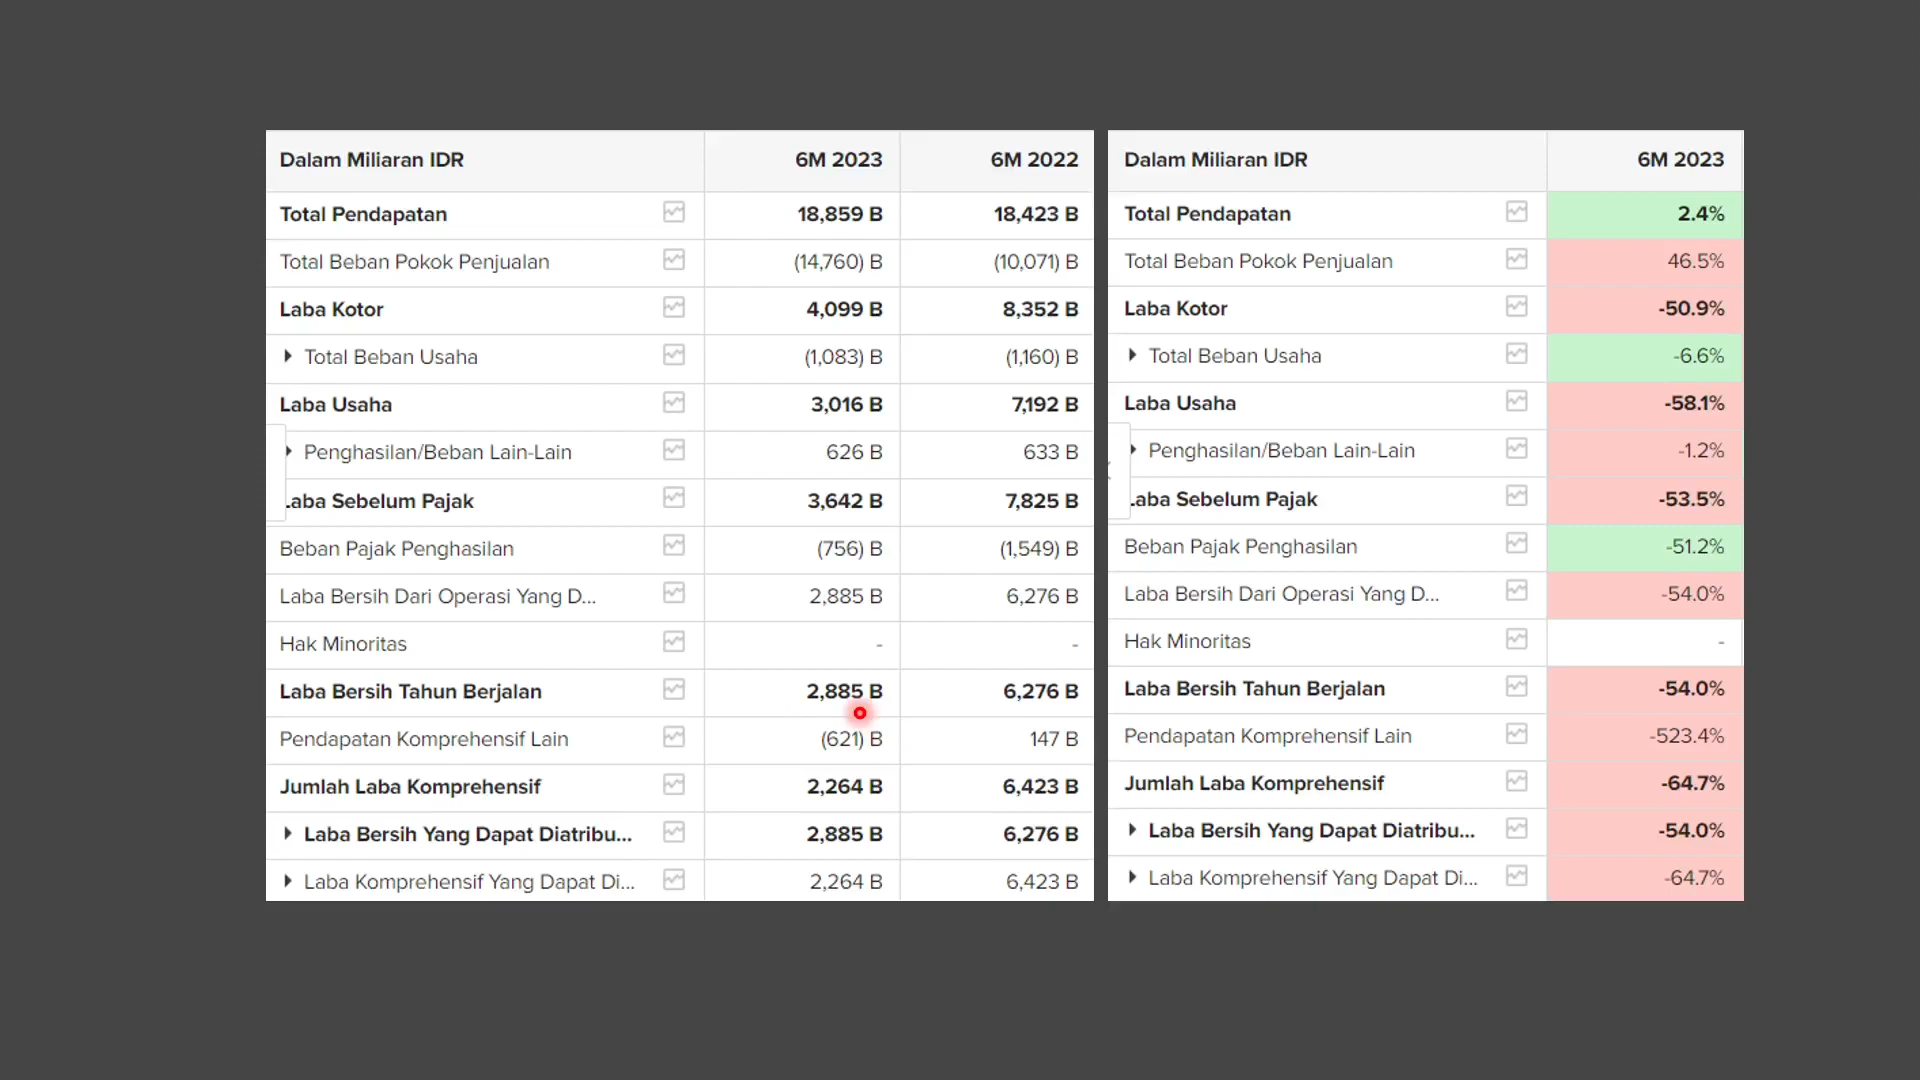 Dalam Miliaran IDR 6M 2023 6M 2022
Total Pendapatan 18,859 B 18,423 B
Total Beban Pokok Penjualan (14,760) B (10,071) B
Laba Kotor 4,099 B 8,352 B
Total Beban Usaha (1,083) B (1,160) B
Laba Usaha 3,016 B 7,192 B
Penghasilan/Beban Lain-Lain 626 B 633 B
Laba Sebelum Pajak 3,642 B 7,825 B
Beban Pajak Penghasilan (756) B (1,549) B
Laba Bersih Dari Operasi Yang D... 2,885 B 6,276 B
Hak Minoritas - -
Laba Bersih Tahun Berjalan 2,885 B 6,276 B
Pendapatan Komprehensif Lain (621) B 147 B
Jumlah Laba Komprehensif 2,264 B 6,423 B
Laba Bersih Yang Dapat Diatribu... 2,885 B 6,276 B
Laba Komprehensif Yang Dapat Di... 2,264 B 6,423 B
Dalam Miliaran IDR 6M 2023
Total Pendapatan 2.4%
Total Beban Pokok Penjualan 46.5%
Laba Kotor -50.9%
Total Beban Usaha -6.6%
Laba Usaha -58.1%
Penghasilan/Beban Lain-Lain -1.2%
Laba Sebelum Pajak -53.5%
Beban Pajak Penghasilan -51.2%
Laba Bersih Dari Operasi Yang D... -54.0%
Hak Minoritas -
Laba Bersih Tahun Berjalan -54.0%
Pendapatan Komprehensif Lain -523.4%
Jumlah Laba Komprehensif -64.7%
Laba Bersih Yang Dapat Diatribu... -54.0%
Laba Komprehensif Yang Dapat Di... -64.7%